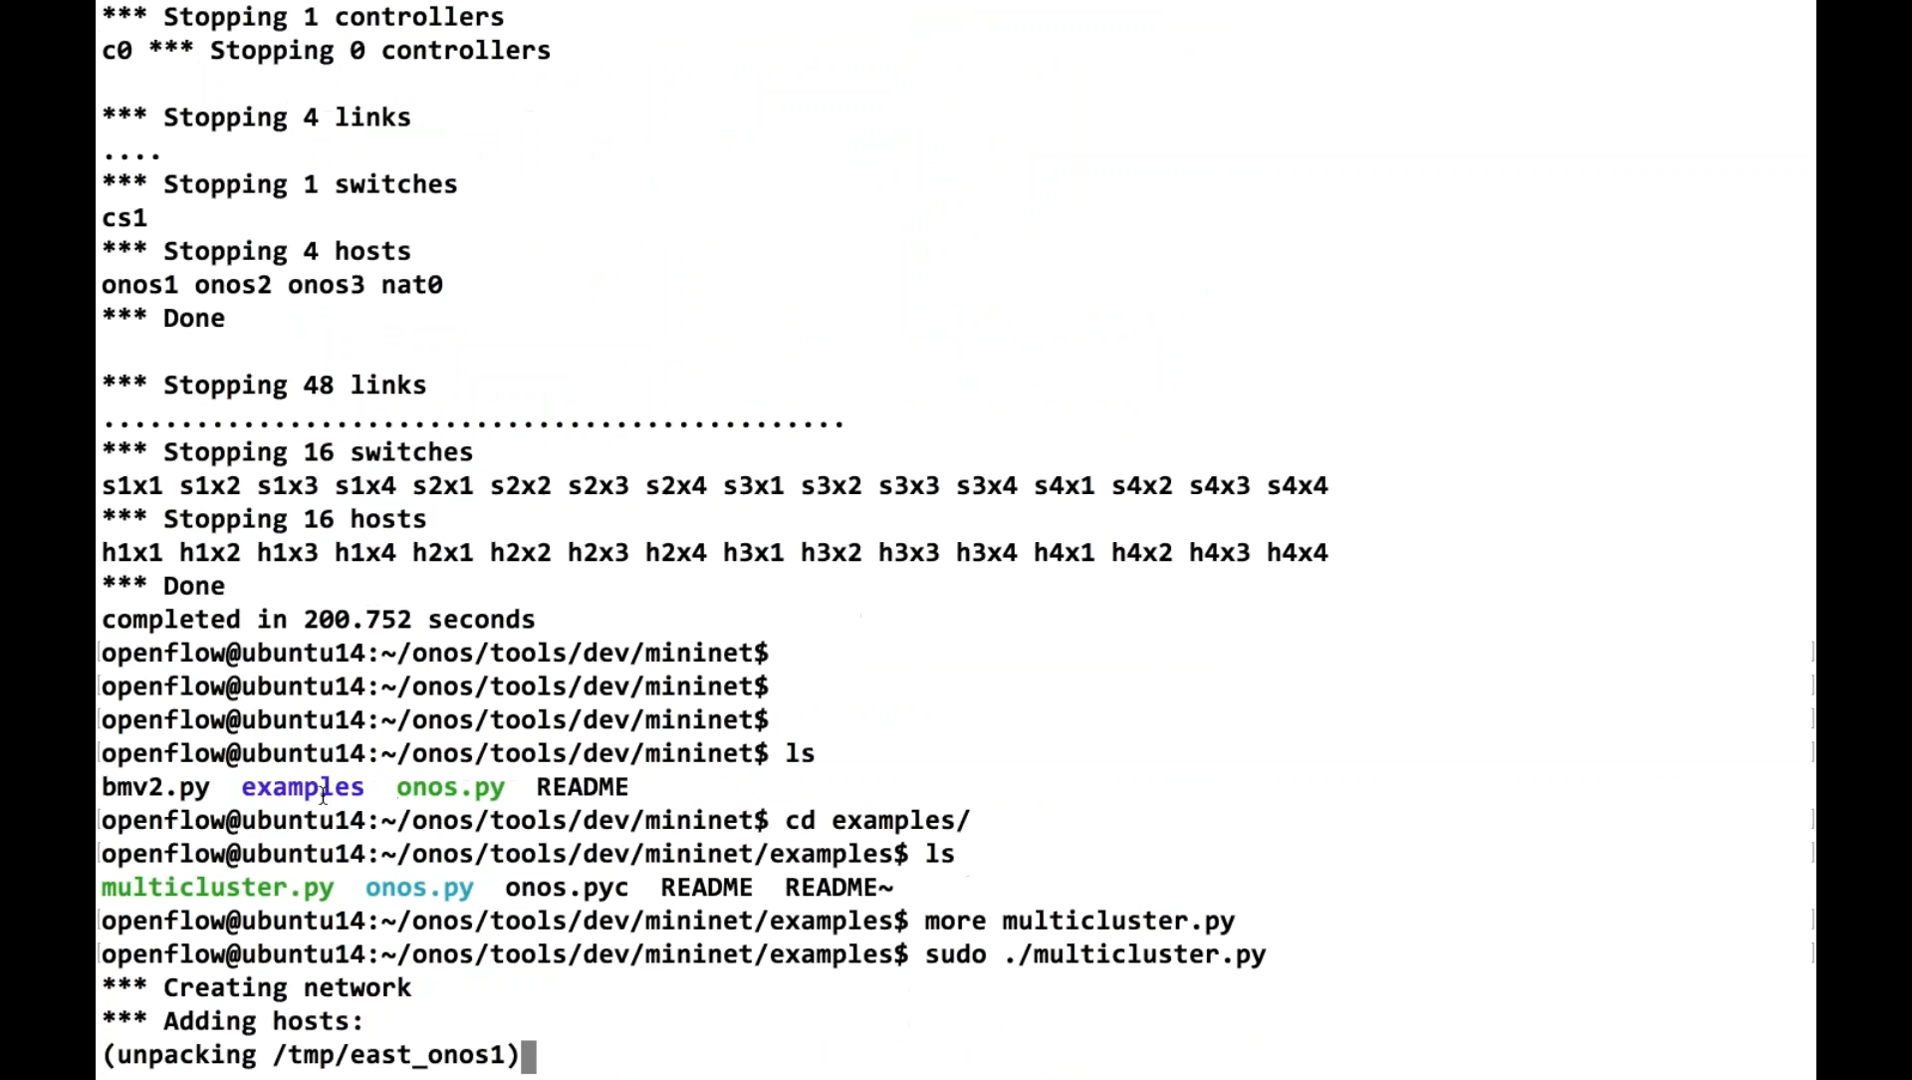 *** Stopping 1 controllers
c0 *** Stopping 0 controllers
*** Stopping 4 links
....
*** Stopping 1 switches
cs1
*** Stopping 4 hosts
onos1 onos2 onos3 nat0
*** Done
*** Stopping 48 links
................................................
*** Stopping 16 switches
s1x1 s1x2 s1x3 s1x4 s2x1 s2x2 s2x3 s2x4 s3x1 s3x2 s3x3 s3x4 s4x1 s4x2 s4x3 s4x4
*** Stopping 16 hosts
h1x1 h1x2 h1x3 h1x4 h2x1 h2x2 h2x3 h2x4 h3x1 h3x2 h3x3 h3x4 h4x1 h4x2 h4x3 h4x4
*** Done
completed in 200.752 seconds
openflow@ubuntu14:~/onos/tools/dev/mininet$
openflow@ubuntu14:~/onos/tools/dev/mininet$
openflow@ubuntu14:~/onos/tools/dev/mininet$
openflow@ubuntu14:~/onos/tools/dev/mininet$ ls
bmv2.py examples onos.py README
openflow@ubuntu14:~/onos/tools/dev/mininet$ cd examples/
openflow@ubuntu14:~/onos/tools/dev/mininet/examples$ ls
multicluster.py onos.py onos.pyc README README~
openflow@ubuntu14:~/onos/tools/dev/mininet/examples$ more multicluster.py
openflow@ubuntu14:~/onos/tools/dev/mininet/examples$ sudo ./multicluster.py
*** Creating network
*** Adding hosts:
(unpacking /tmp/east_onos1)